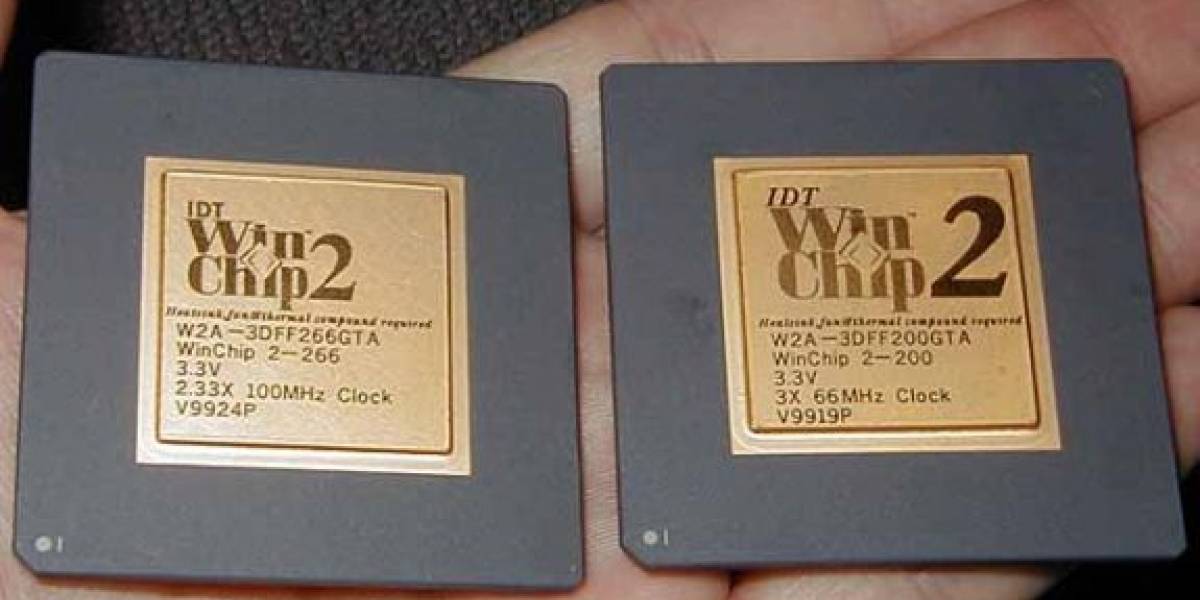 IDT
Win™
Chip 2
Heatsink, fan & thermal compound required
W2A-3DFF266GTA
WinChip 2-266
3.3V
2.33X 100MHz Clock
V9924P
I
IDT
Win™
Chip 2
Heatsink, fan & thermal compound required
W2A-3DFF200GTA
WinChip 2-200
3.3V
3X 66MHz Clock
V9919P
I